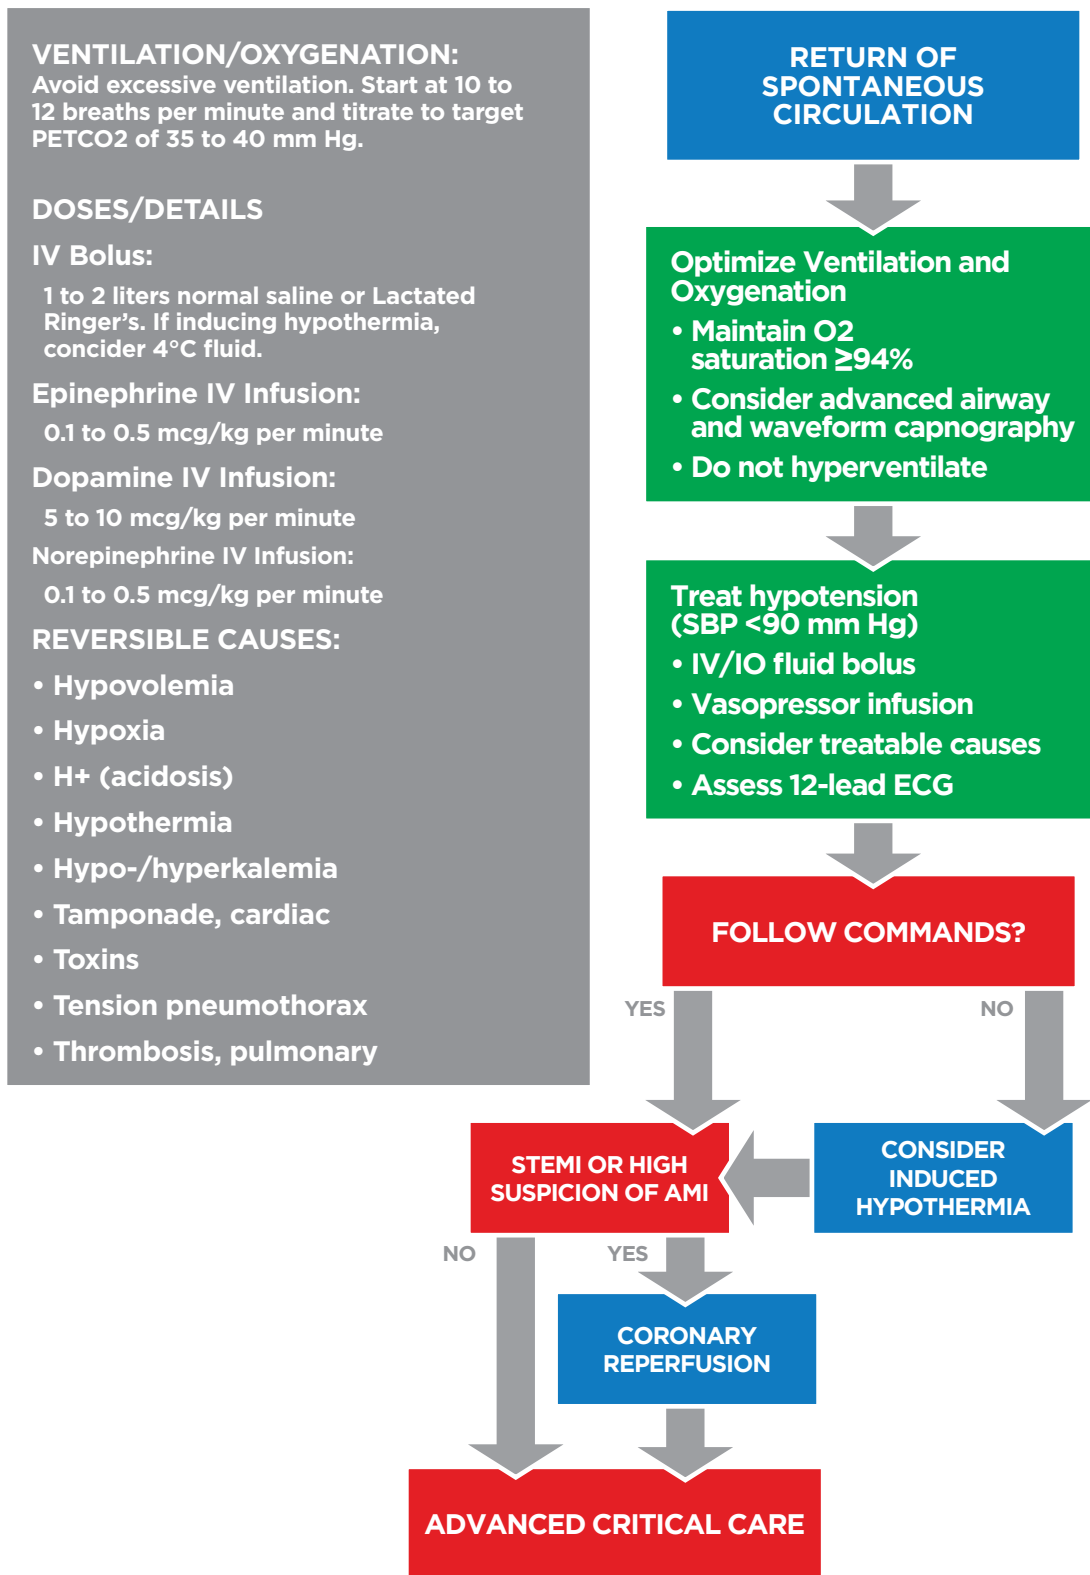 VENTILATION/OXYGENATION:
Avoid excessive ventilation. Start at 10 to
12 breaths per minute and titrate to target
PETCO2 of 35 to 40 mm Hg.
DOSES/DETAILS
IV Bolus:
1 to 2 liters normal saline or Lactated
Ringer's. If inducing hypothermia,
concider 4°C fluid.
Epinephrine IV Infusion:
0.1 to 0.5 mcg/kg per minute
Dopamine IV Infusion:
5 to 10 mcg/kg per minute
Norepinephrine IV Infusion:
0.1 to 0.5 mcg/kg per minute
REVERSIBLE CAUSES:
• Hypovolemia
• Hypoxia
• H+ (acidosis)
• Hypothermia
• Hypo-/hyperkalemia
• Tamponade, cardiac
• Toxins
• Tension pneumothorax
• Thrombosis, pulmonary
RETURN OF
SPONTANEOUS
CIRCULATION
Optimize Ventilation and
Oxygenation
• Maintain O2
saturation ≥94%
• Consider advanced airway
and waveform capnography
• Do not hyperventilate
Treat hypotension
(SBP <90 mm Hg)
• IV/IO fluid bolus
• Vasopressor infusion
• Consider treatable causes
• Assess 12-lead ECG
FOLLOW COMMANDS?
YES
NO
STEMI OR HIGH
SUSPICION OF AMI
CONSIDER
INDUCED
HYPOTHERMIA
NO
YES
CORONARY
REPERFUSION
ADVANCED CRITICAL CARE